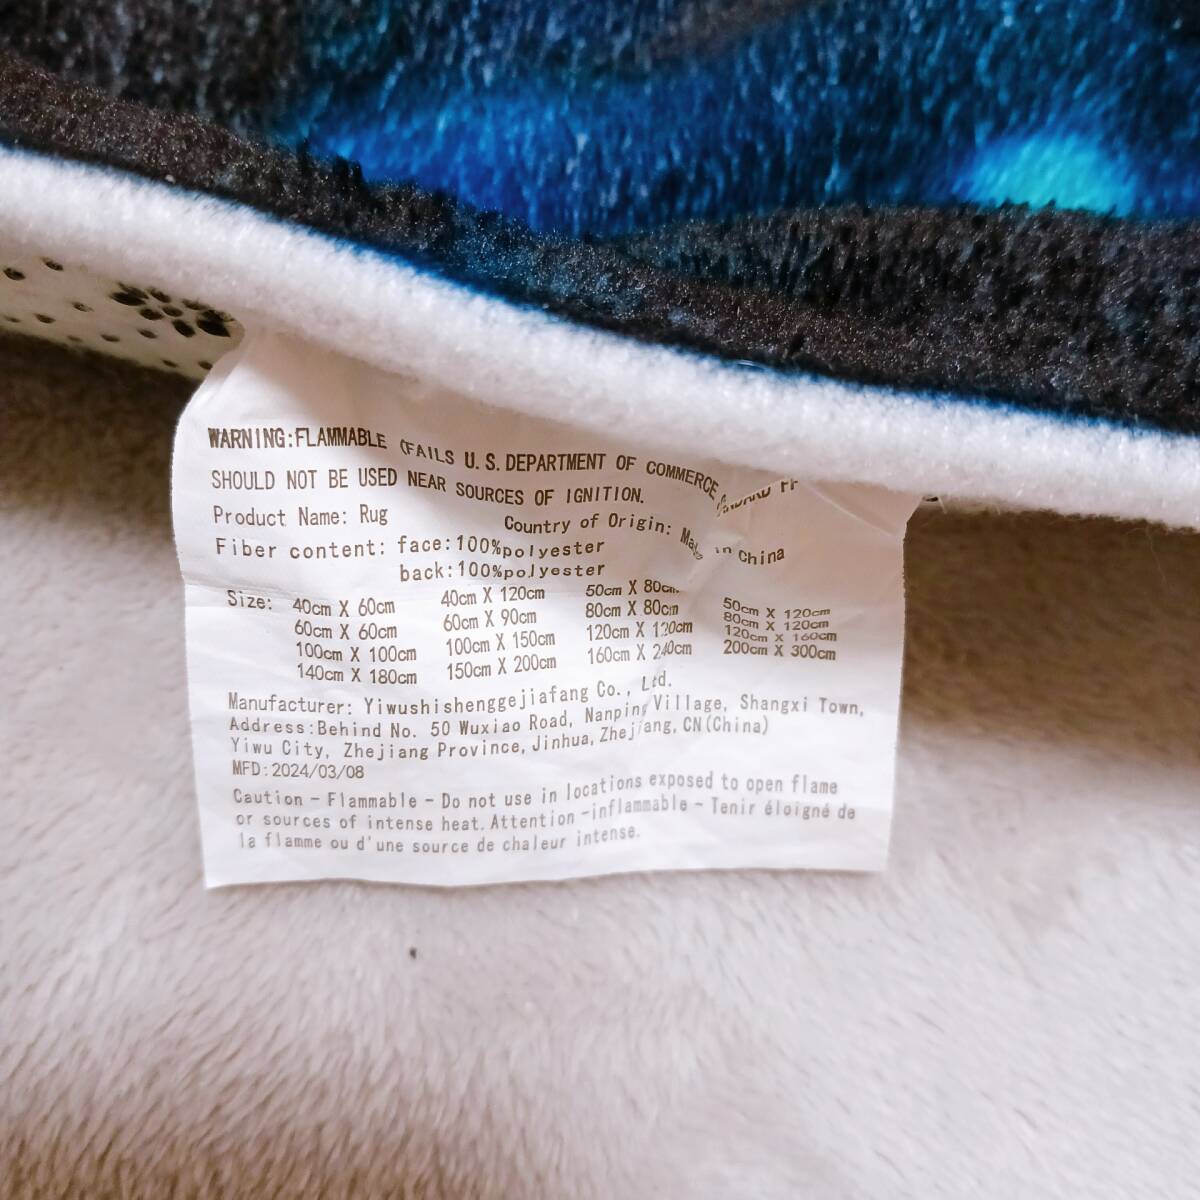 WARNING:FLAMMABLE (FAILS U.S. DEPARTMENT OF COMMERCE FF
SHOULD NOT BE USED NEAR SOURCES OF IGNITION.
Product Name: Rug Country of Origin: Made in China
Fiber content: face:100%polyester
back:100%polyester
Size: 40cm X 60cm 40cm X 120cm 50cm X 80cm 50cm X 120cm
60cm X 60cm 60cm X 90cm 80cm X 80cm 80cm X 120cm
100cm X 100cm 100cm X 150cm 120cm X 120cm 120cm X 160cm
140cm X 180cm 150cm X 200cm 160cm X 240cm 200cm X 300cm
Manufacturer: Yiwushishenggejiafang Co., Ltd.
Address:Behind No. 50 Wuxiao Road, Nanping Village, Shangxi Town,
Yiwu City, Zhejiang Province, Jinhua, Zhejiang, CN(China)
MFD:2024/03/08
Caution - Flammable - Do not use in locations exposed to open flame
or sources of intense heat. Attention -inflammable - Tenir éloigné de
la flamme ou d'une source de chaleur intense.